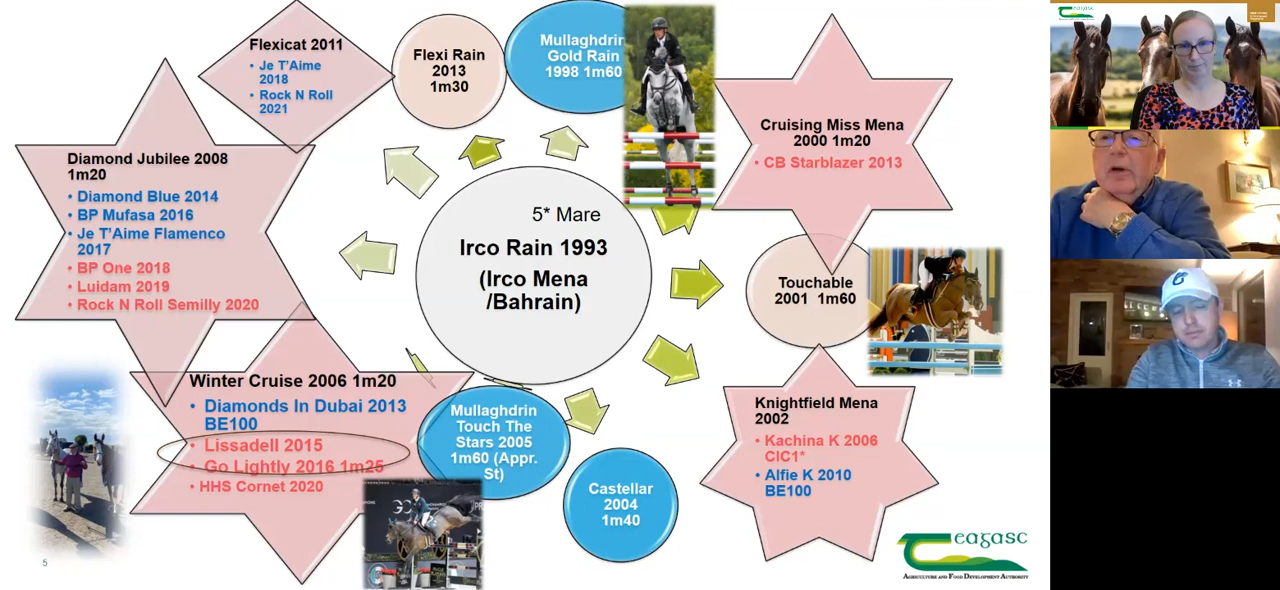 Flexicat 2011
• Je T'Aime
2018
• Rock N Roll
2021
Flexi Rain
2013
1m30
Mullaghdrin
Gold Rain
1998 1m60
Cruising Miss Mena
2000 1m20
• CB Starblazer 2013
Diamond Jubilee 2008
1m20
• Diamond Blue 2014
• BP Mufasa 2016
• Je T'Aime Flamenco
2017
• BP One 2018
• Luidam 2019
• Rock N Roll Semilly 2020
5* Mare
Irco Rain 1993
(Irco Mena
/Bahrain)
Touchable
2001 1m60
Winter Cruise 2006 1m20
• Diamonds In Dubai 2013
BE100
• Lissadell 2015
• Go Lightly 2016 1m25
• HHS Cornet 2020
Mullaghdrin
Touch The
Stars 2005
1m60 (Appr.
St)
Castellar
2004
1m40
Knightfield Mena
2002
• Kachina K 2006
CIC1*
• Alfie K 2010
BE100
5
Teagasc
Agriculture and Food Development Authority